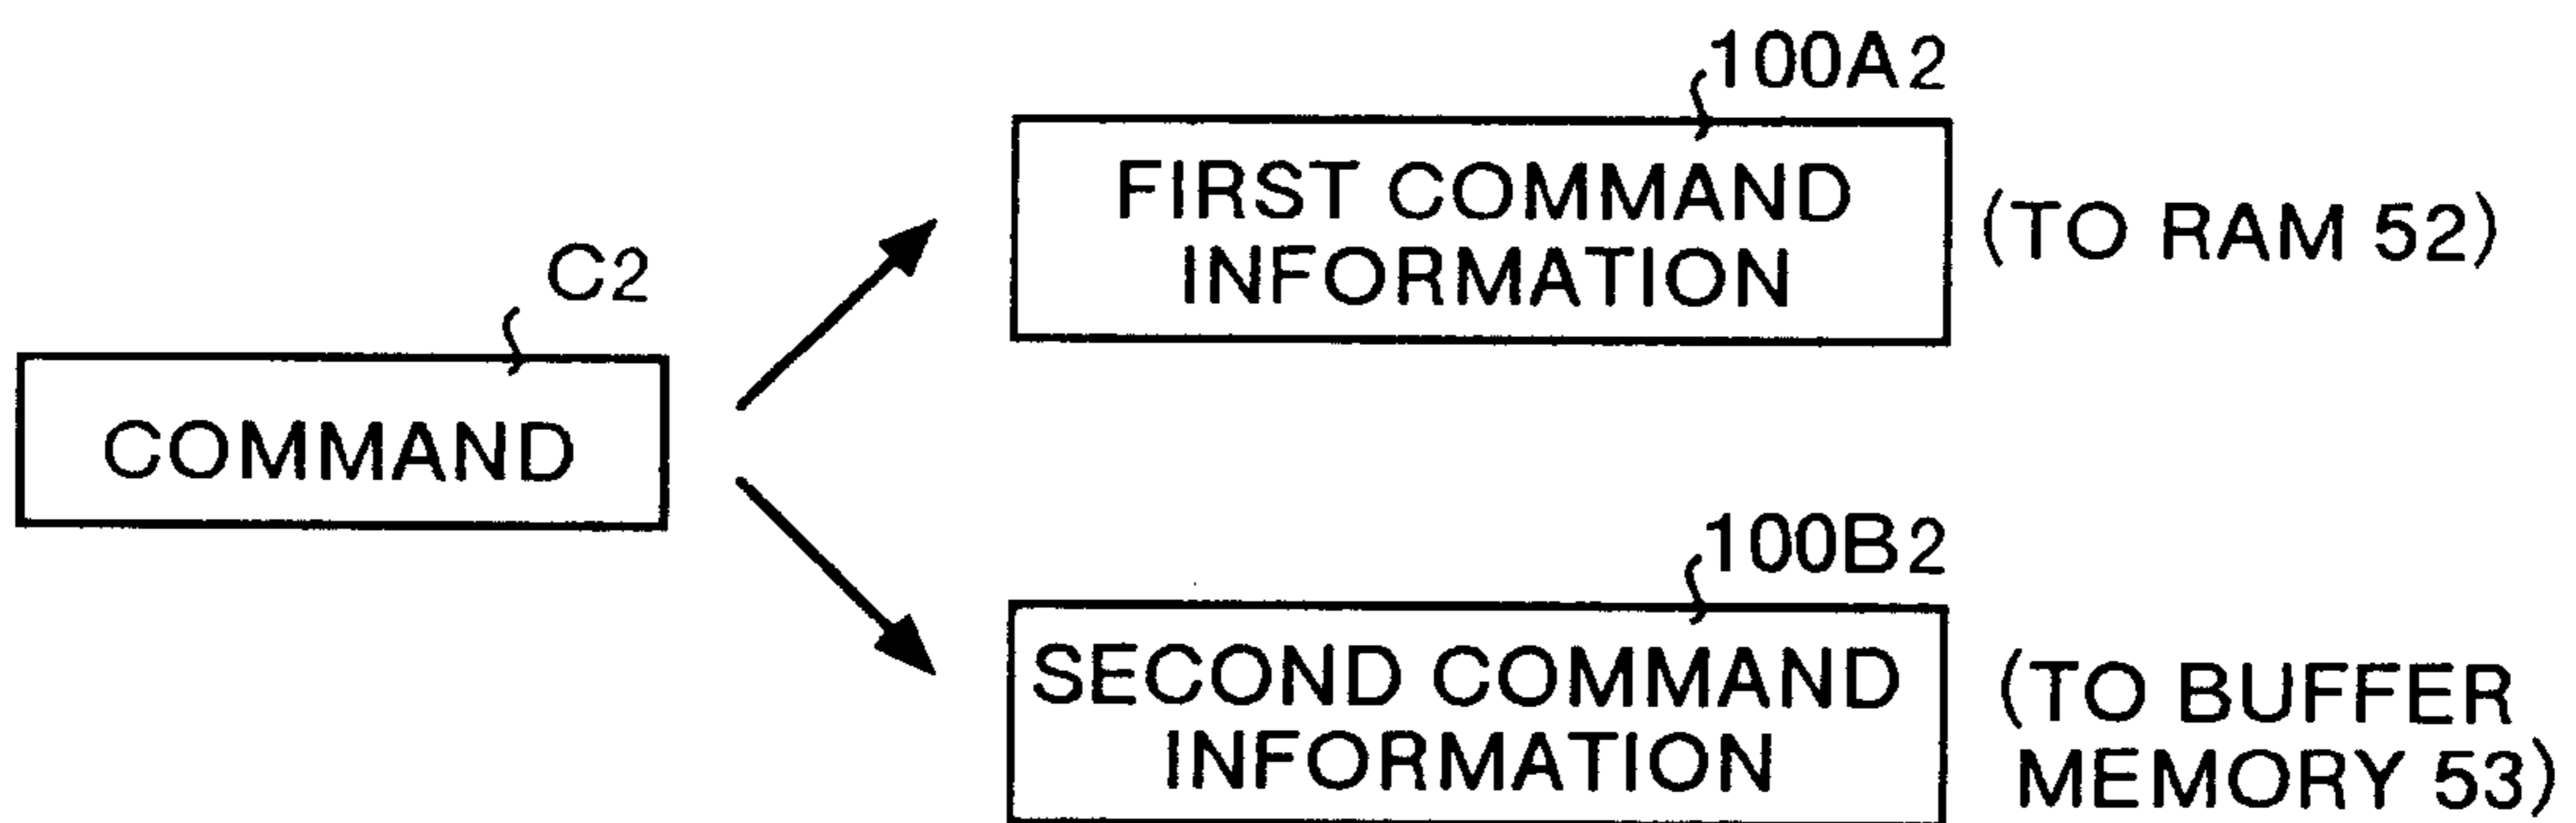 C2
COMMAND
100A2
FIRST COMMAND
INFORMATION
(TO RAM 52)
100B2
SECOND COMMAND
INFORMATION
(TO BUFFER
MEMORY 53)